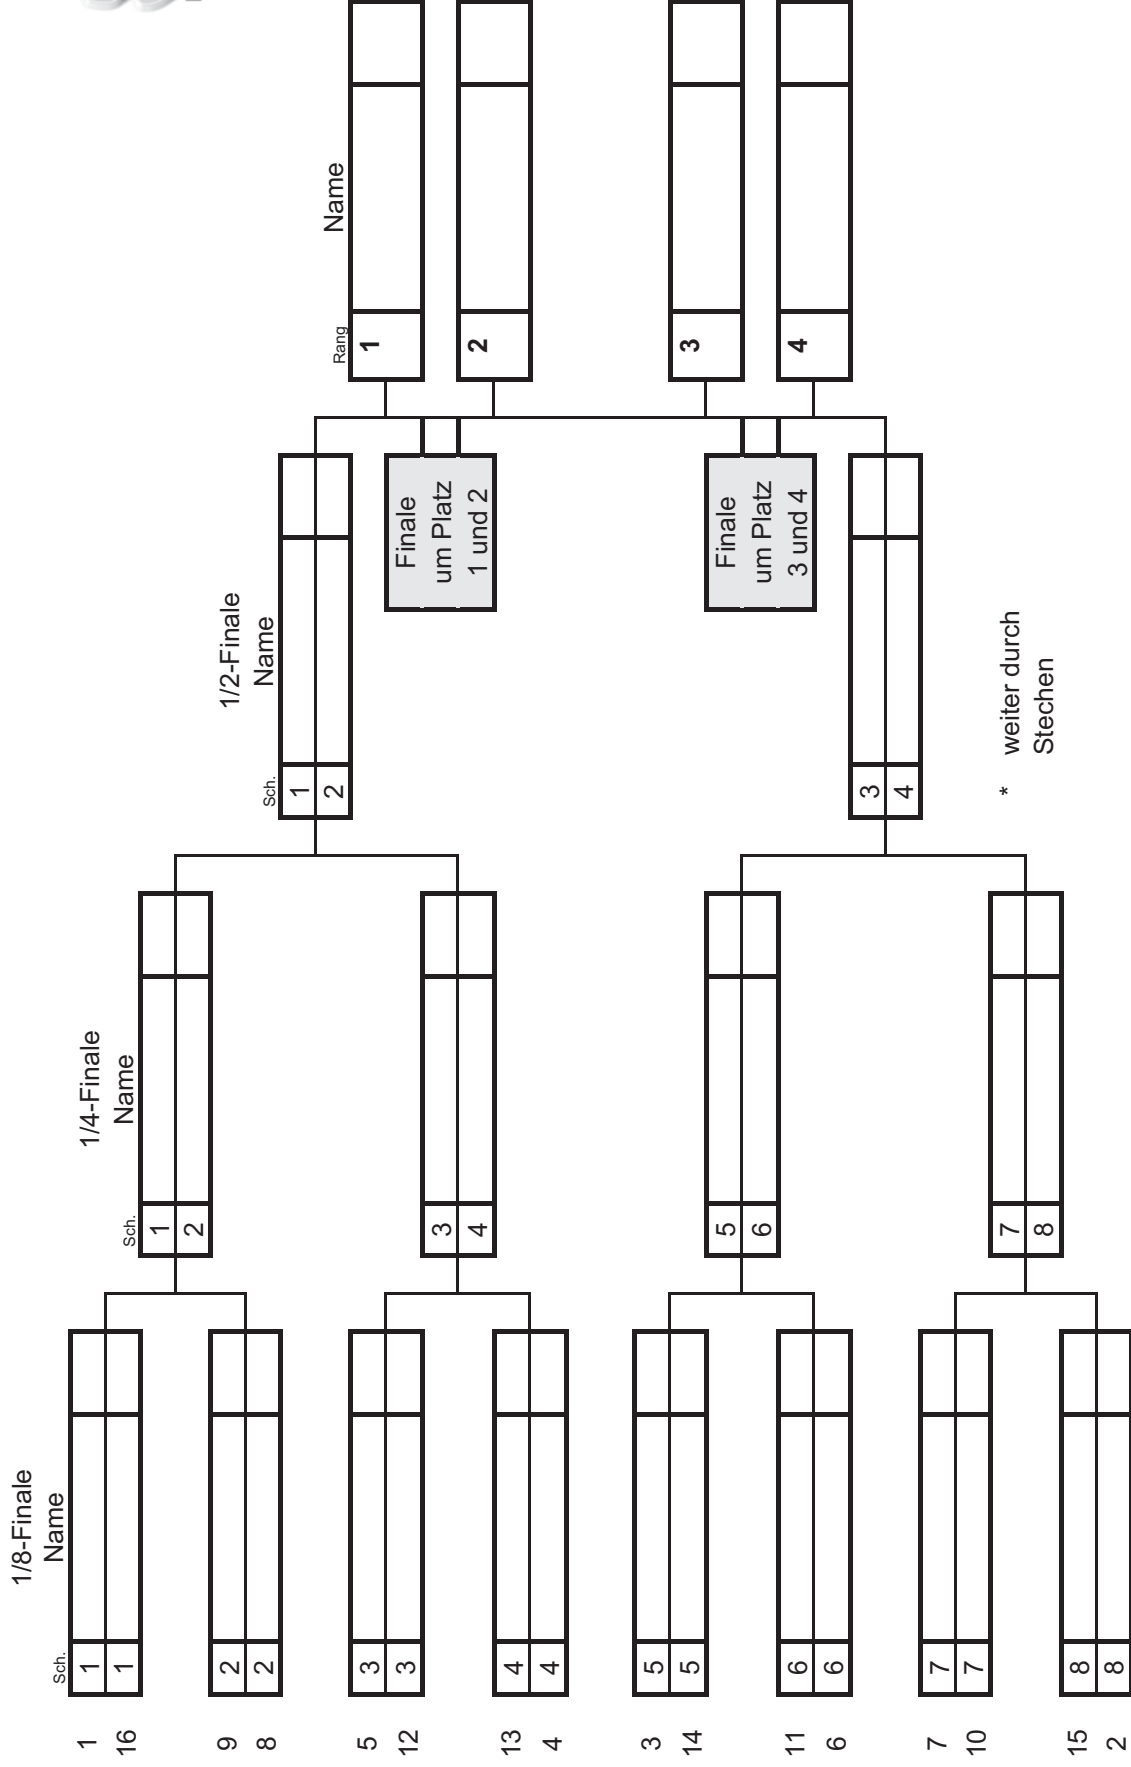 1/8-Finale
Name
Sch.
1 1
16 1
9 2
8 2
5 3
12 3
13 4
4 4
3 5
14 5
11 6
6 6
7 7
10 7
15 8
2 8
1/4-Finale
Name
Sch.
1
2
3
4
5
6
7
8
1/2-Finale
Name
Sch.
1
2
3
4
* weiter durch
Stechen
Finale
um Platz
1 und 2
Finale
um Platz
3 und 4
Name
Rang
1
2
3
4